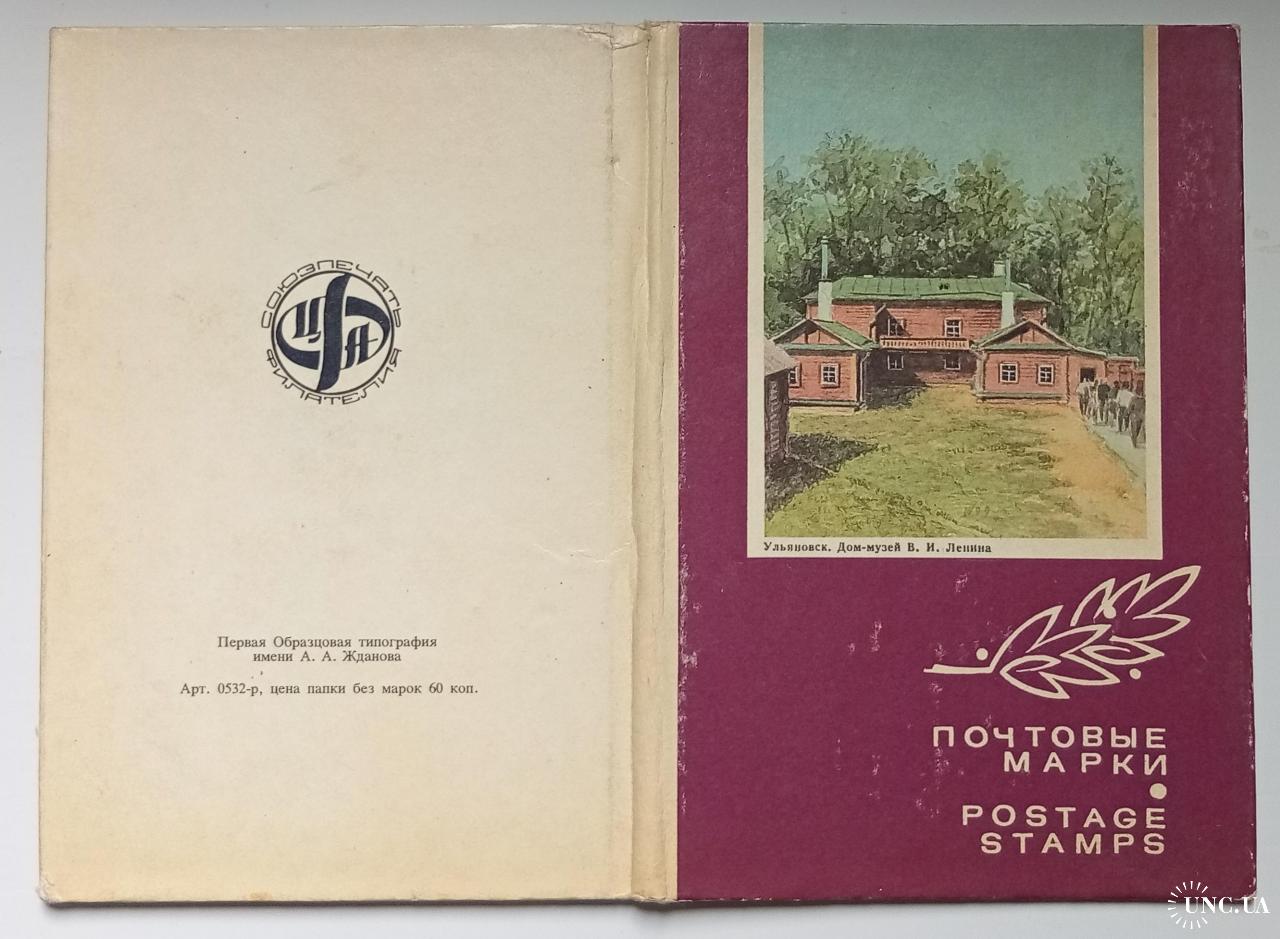 СОЮЗПЕЧАТЬ
ЦФА
ФИЛАТЕЛИЯ
Первая Образцовая типография
имени А. А. Жданова
Арт. 0532-р, цена папки без марок 60 коп.
Ульяновск. Дом-музей В. И. Ленина
ПОЧТОВЫЕ
МАРКИ
POSTAGE
STAMPS
UNC.UA